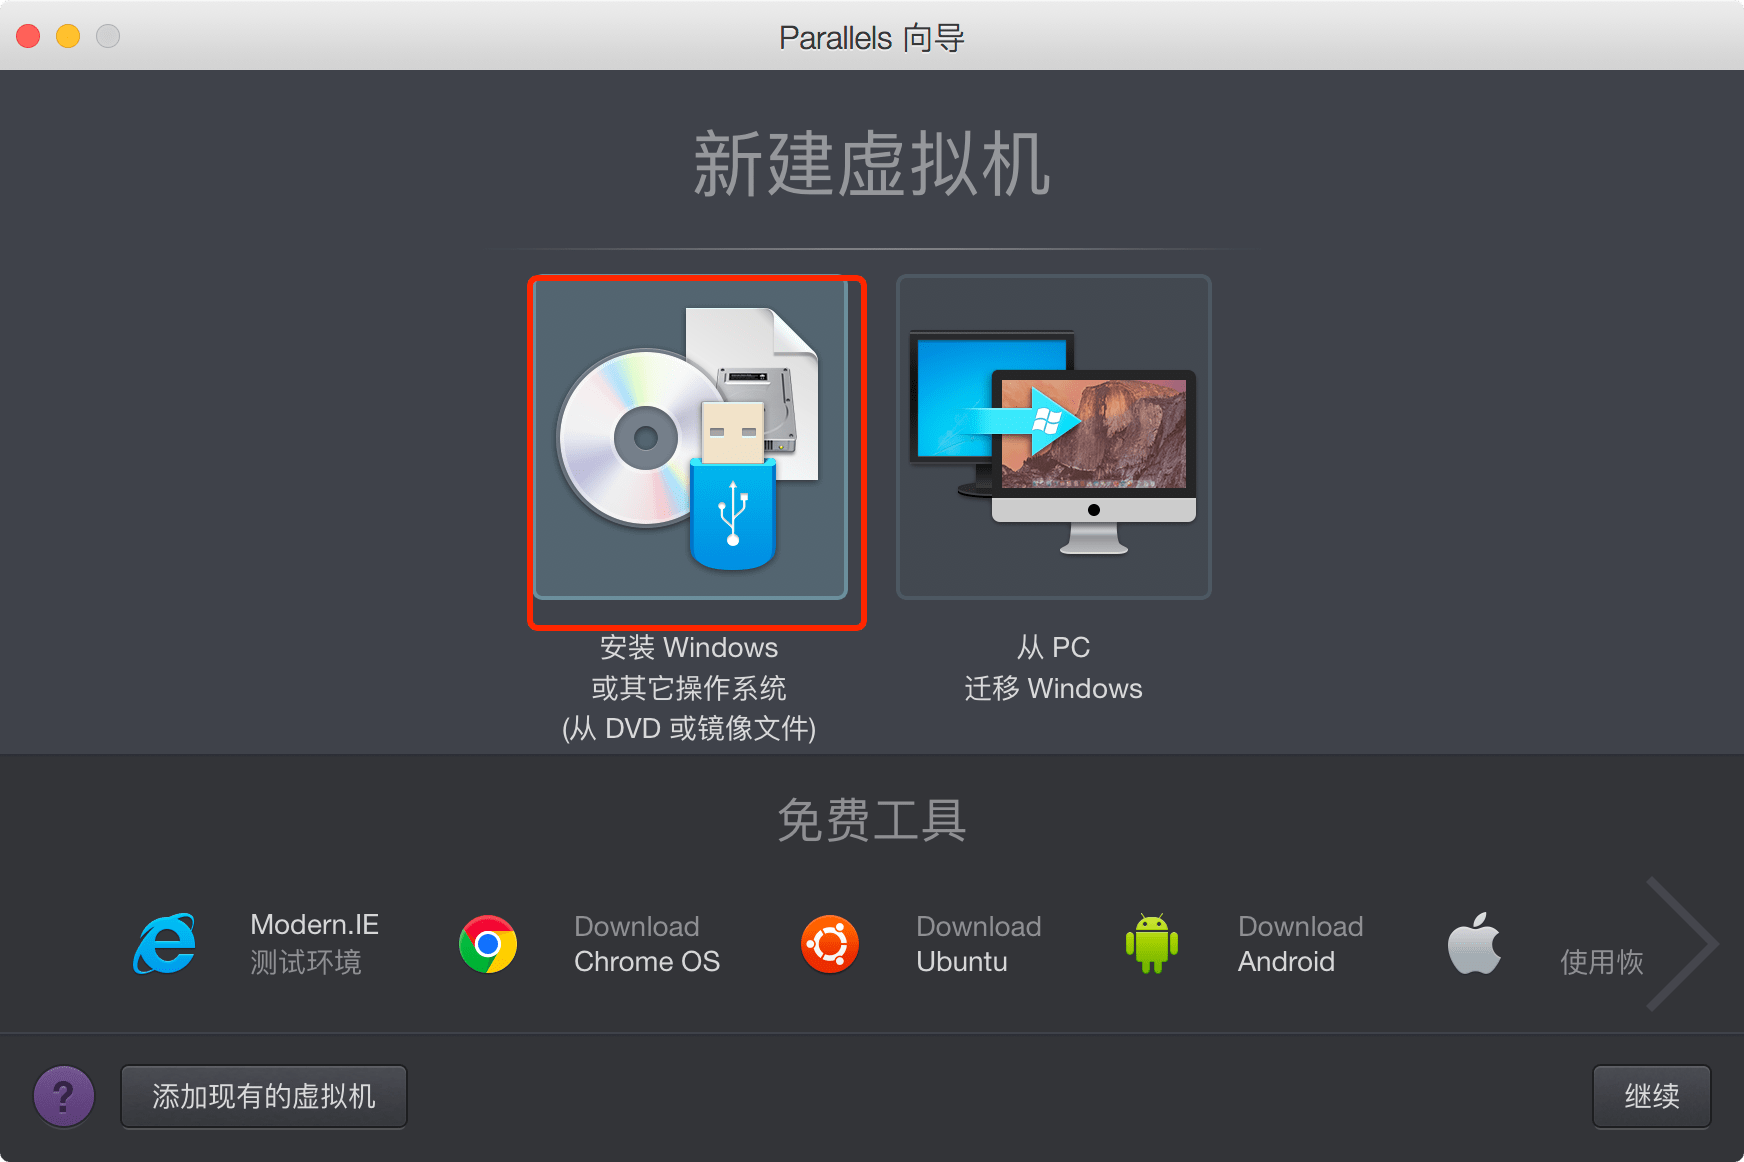 Parallels 向导
新建虚拟机
安装 Windows
或其它操作系统
(从 DVD 或镜像文件)
从 PC
迁移 Windows
免费工具
Modern.IE
测试环境
Download
Chrome OS
Download
Ubuntu
Download
Android
使用恢
?
添加现有的虚拟机
继续